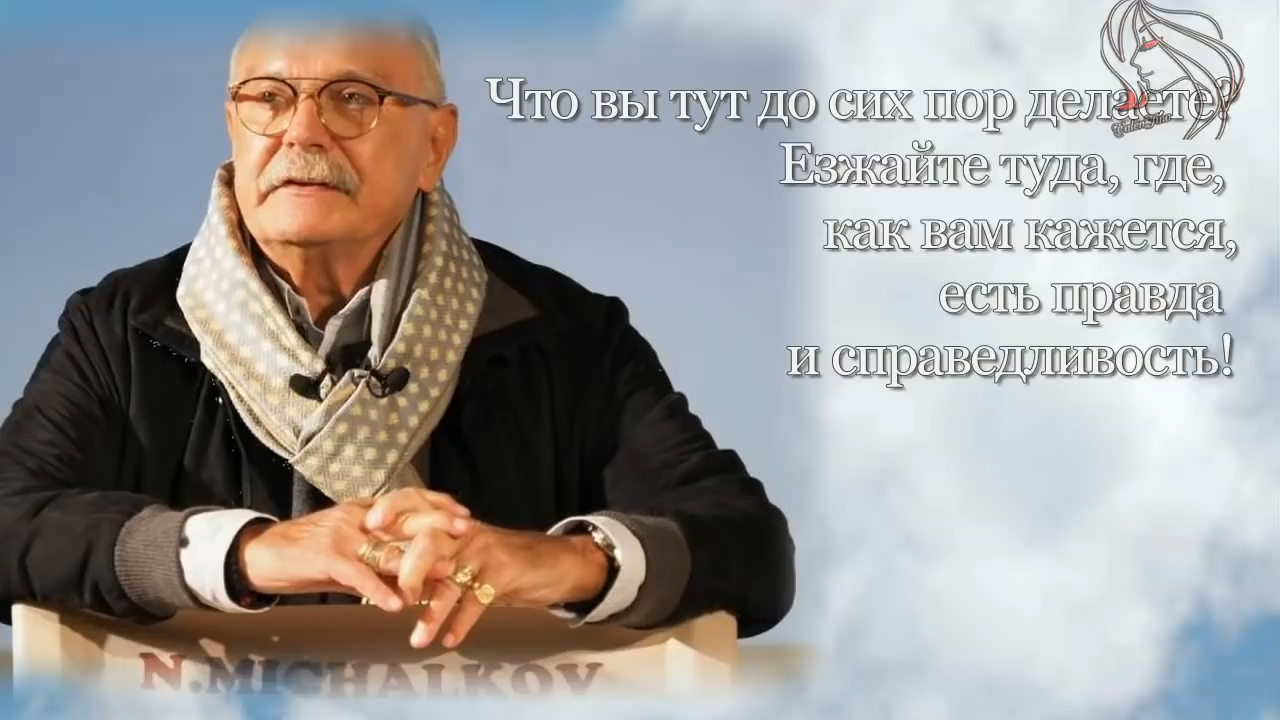 Что вы тут до сих пор делаете?
Езжайте туда, где,
как вам кажется,
есть правда
и справедливость!
N.MICHALKOV